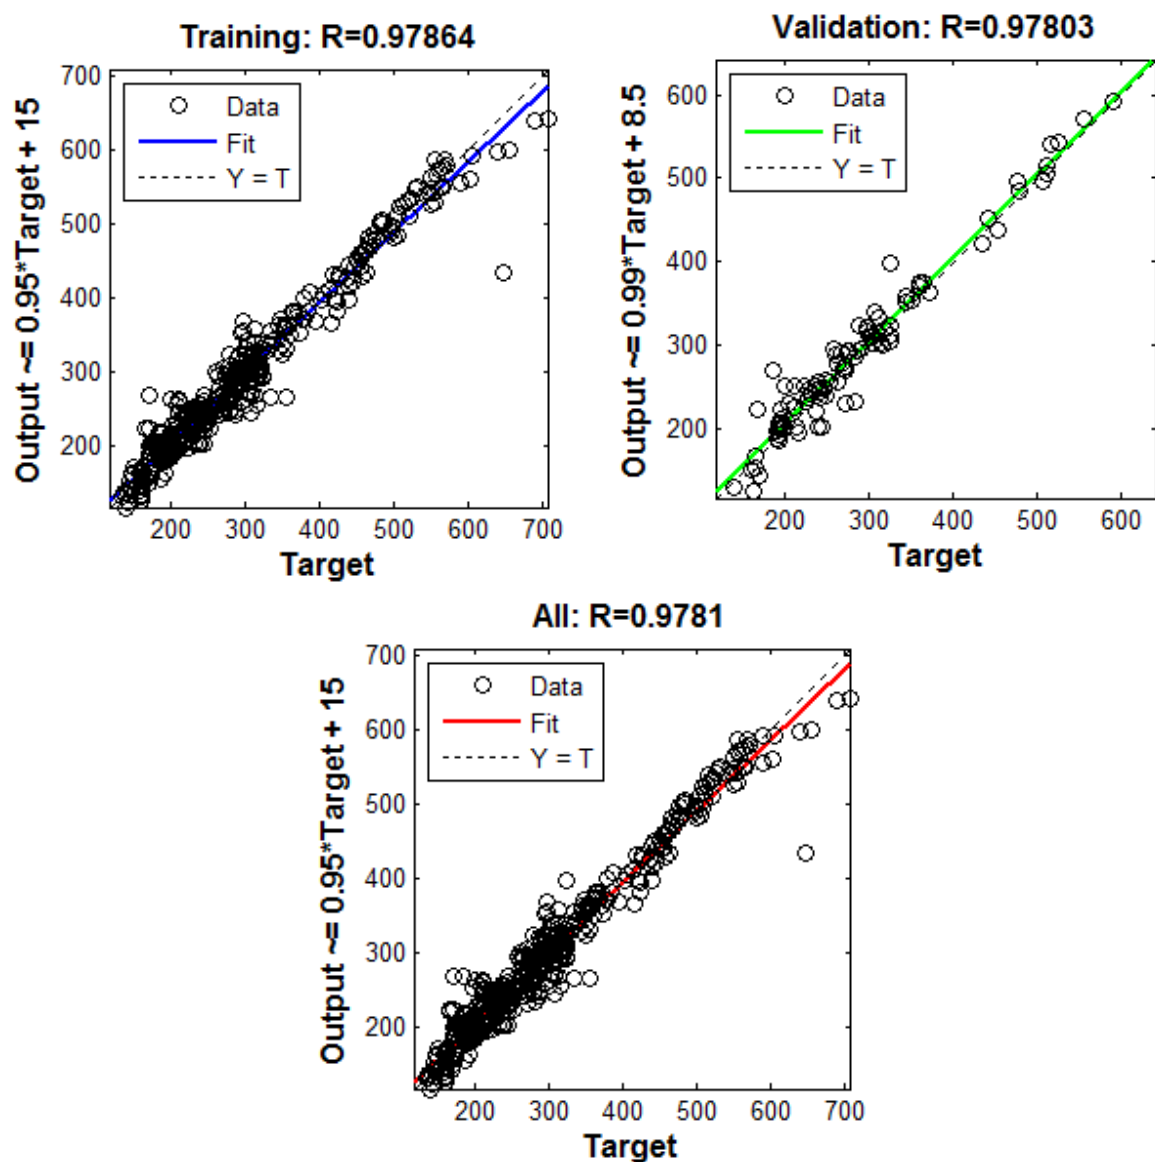 Training: R=0.97864
Output ~= 0.95*Target + 15
700
600
500
400
300
200
Data
Fit
Y = T
200 300 400 500 600 700
Target
Validation: R=0.97803
Output ~= 0.99*Target + 8.5
600
500
400
300
200
Data
Fit
Y = T
200 300 400 500 600
Target
All: R=0.9781
Output ~= 0.95*Target + 15
700
600
500
400
300
200
Data
Fit
Y = T
200 300 400 500 600 700
Target